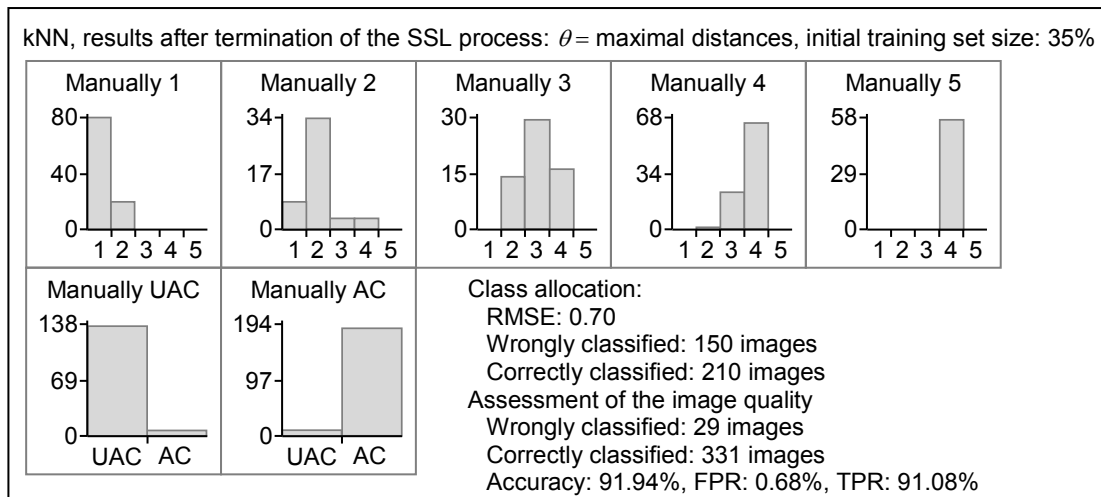 kNN, results after termination of the SSL process: θ = maximal distances, initial training set size: 35%
Manually 1
80
40
0
1 2 3 4 5
Manually 2
34
17
0
1 2 3 4 5
Manually 3
30
15
0
1 2 3 4 5
Manually 4
68
34
0
1 2 3 4 5
Manually 5
58
29
0
1 2 3 4 5
Manually UAC
138
69
0
UAC AC
Manually AC
194
97
0
UAC AC
Class allocation:
RMSE: 0.70
Wrongly classified: 150 images
Correctly classified: 210 images
Assessment of the image quality
Wrongly classified: 29 images
Correctly classified: 331 images
Accuracy: 91.94%, FPR: 0.68%, TPR: 91.08%